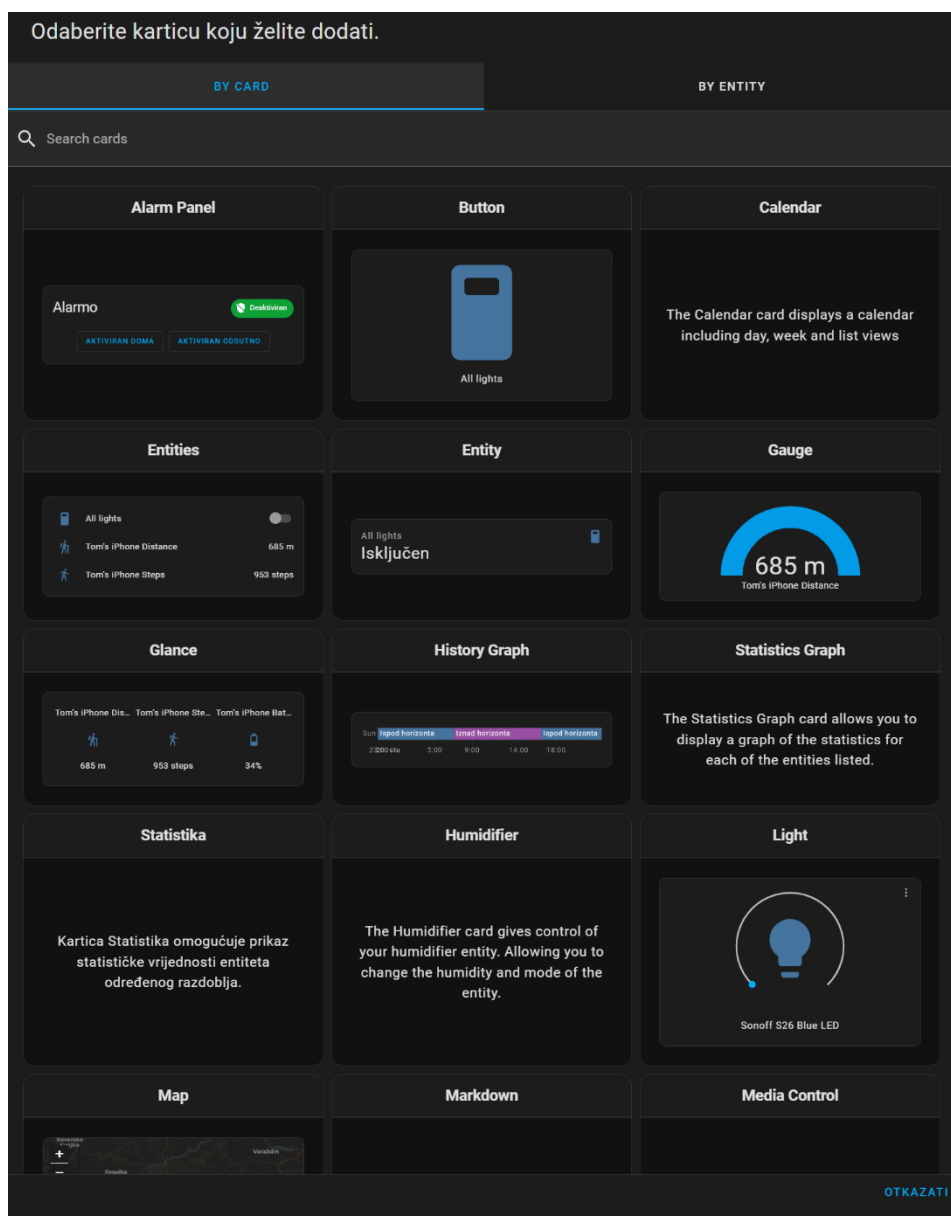 Odaberite karticu koju želite dodati.
BY CARD
BY ENTITY
Search cards
Alarm Panel
Button
Calendar
Alarmo
Deaktiviran
AKTIVIRAN DOMA
AKTIVIRAN ODSUTNO
All lights
The Calendar card displays a calendar
including day, week and list views
Entities
Entity
Gauge
All lights
Tom's iPhone Distance 685 m
Tom's iPhone Steps 953 steps
All lights
Isključen
685 m
Tom's iPhone Distance
Glance
History Graph
Statistics Graph
Tom's iPhone Dis… Tom's iPhone Ste… Tom's iPhone Bat…
685 m 953 steps 34%
Sun Ispod horizonta Iznad horizonta Ispod horizonta
5:00 9:00 14:00 18:00
The Statistics Graph card allows you to
display a graph of the statistics for
each of the entities listed.
Statistika
Humidifier
Light
Kartica Statistika omogućuje prikaz
statističke vrijednosti entiteta
određenog razdoblja.
The Humidifier card gives control of
your humidifier entity. Allowing you to
change the humidity and mode of the
entity.
Sonoff S26 Blue LED
Map
Markdown
Media Control
+
Varaždin
OTKAZATI